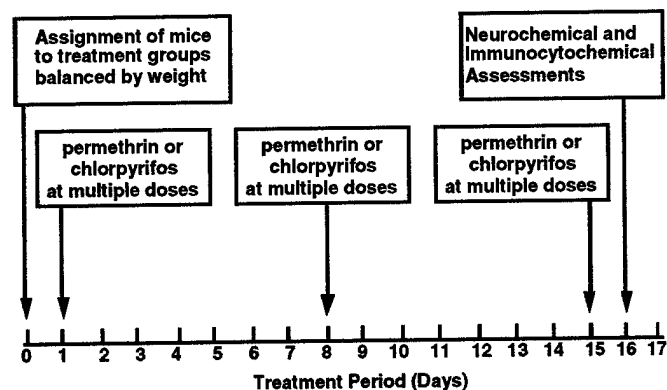 Assignment of mice
to treatment groups
balanced by weight
Neurochemical and
Immunocytochemical
Assessments
permethrin or
chlorpyrifos
at multiple doses
permethrin or
chlorpyrifos
at multiple doses
permethrin or
chlorpyrifos
at multiple doses
0 1 2 3 4 5 6 7 8 9 10 11 12 13 14 15 16 17
Treatment Period (Days)